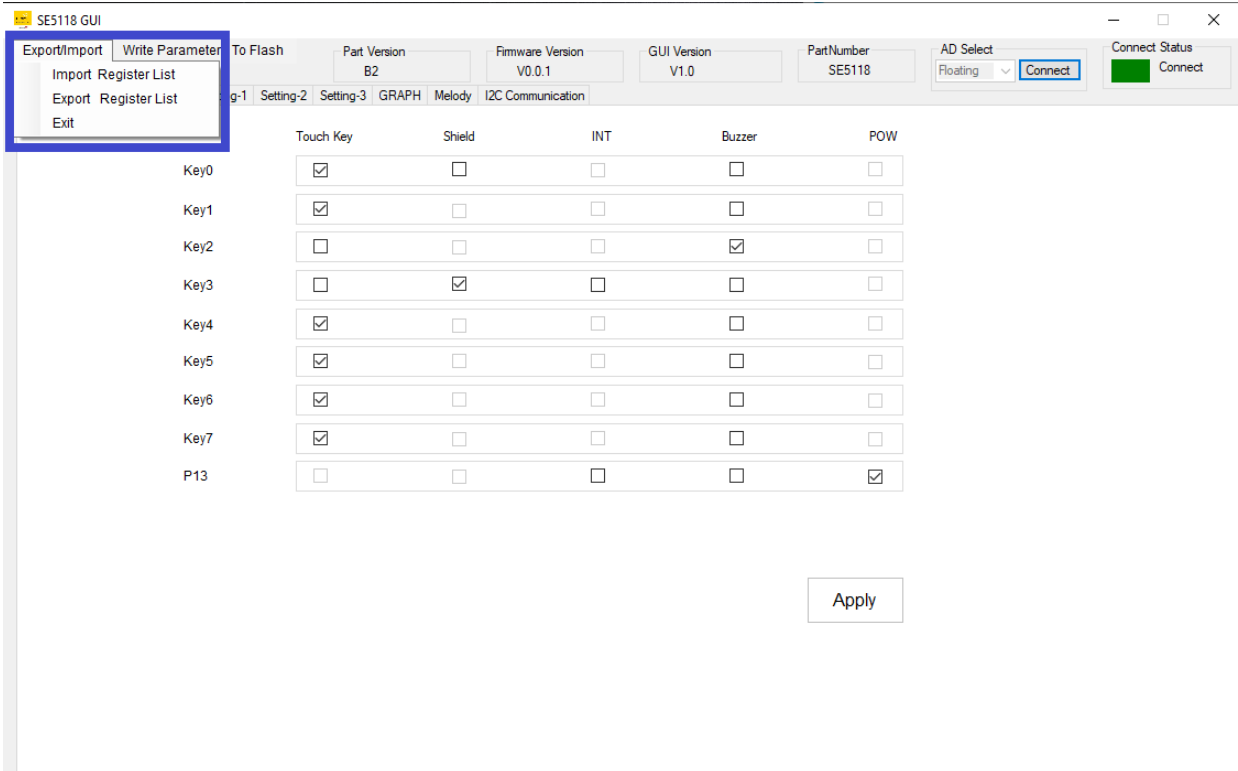 SE5118 GUI
Export/Import Write Parameter To Flash
Import Register List
Export Register List
Exit
Part Version
B2
Firmware Version
V0.0.1
GUI Version
V1.0
PartNumber
SE5118
AD Select
Floating Connect
Connect Status
Connect
g-1 Setting-2 Setting-3 GRAPH Melody I2C Communication
Touch Key Shield INT Buzzer POW
Key0
Key1
Key2
Key3
Key4
Key5
Key6
Key7
P13
Apply